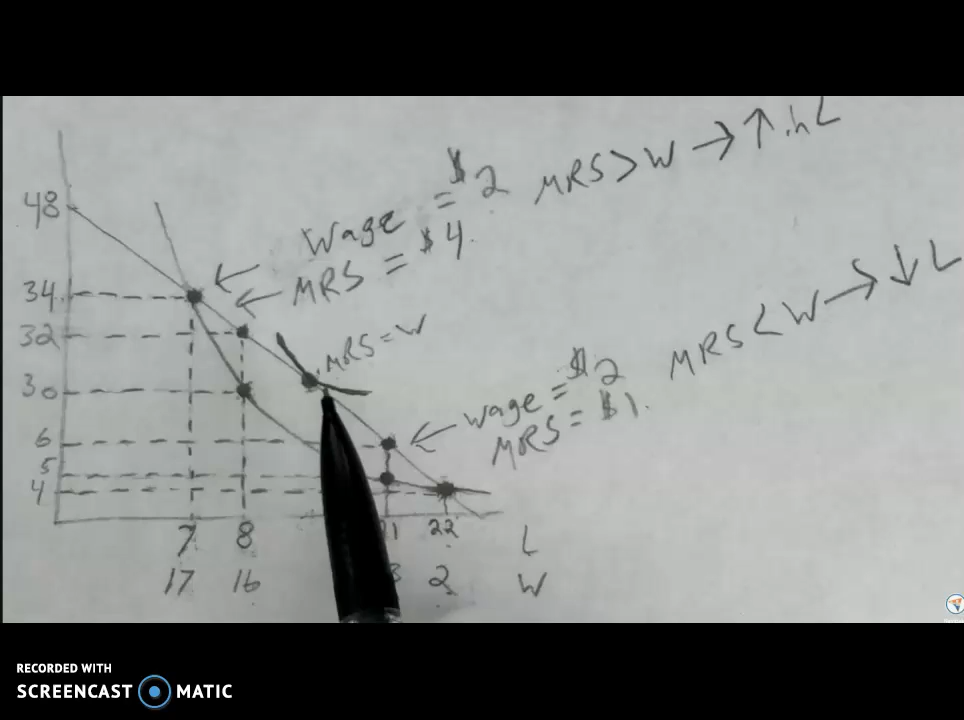 Wage = $2 MRS > W → ↑ hL
MRS = $4
48
34
32
30
6
5
4
MRS = W
Wage = $2 MRS < W → ↓ L
MRS = $1
7 8 22 L
17 16 2 W
RECORDED WITH
SCREENCAST MATIC